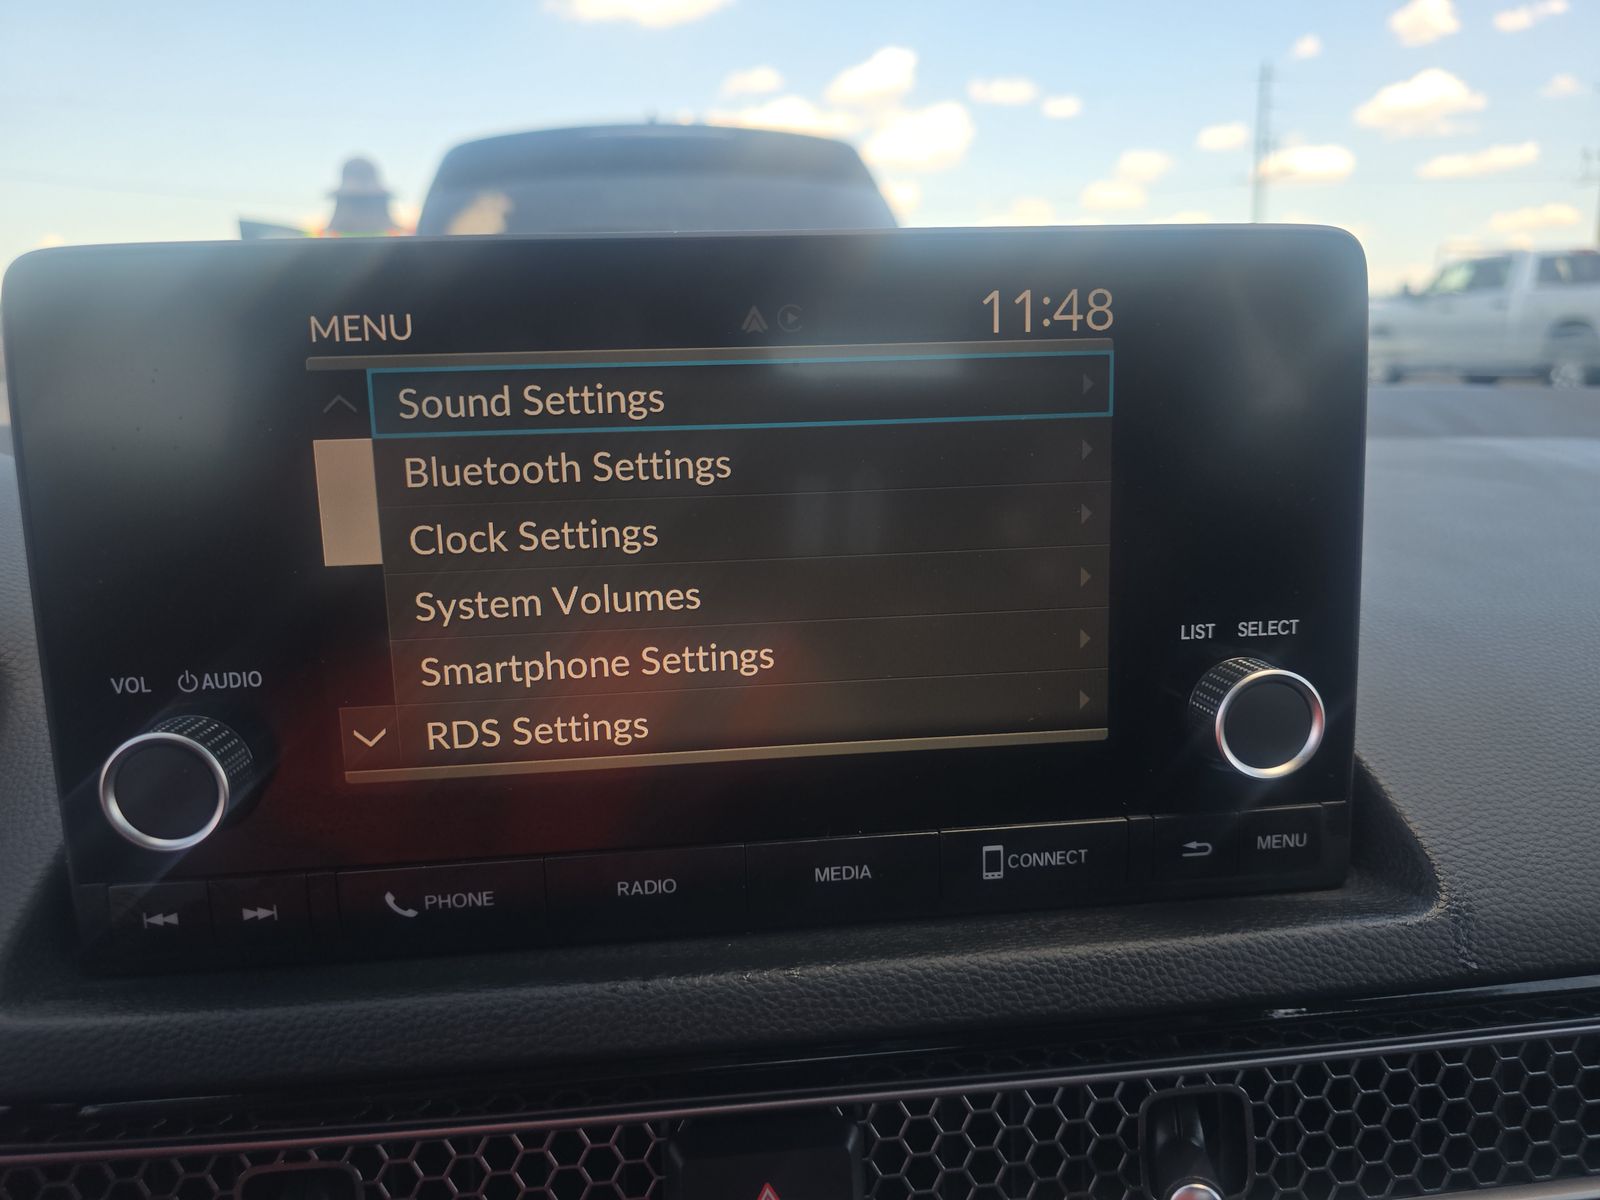 MENU 11:48
Sound Settings
Bluetooth Settings
Clock Settings
System Volumes
Smartphone Settings
RDS Settings
VOL AUDIO
LIST SELECT
PHONE RADIO MEDIA CONNECT MENU